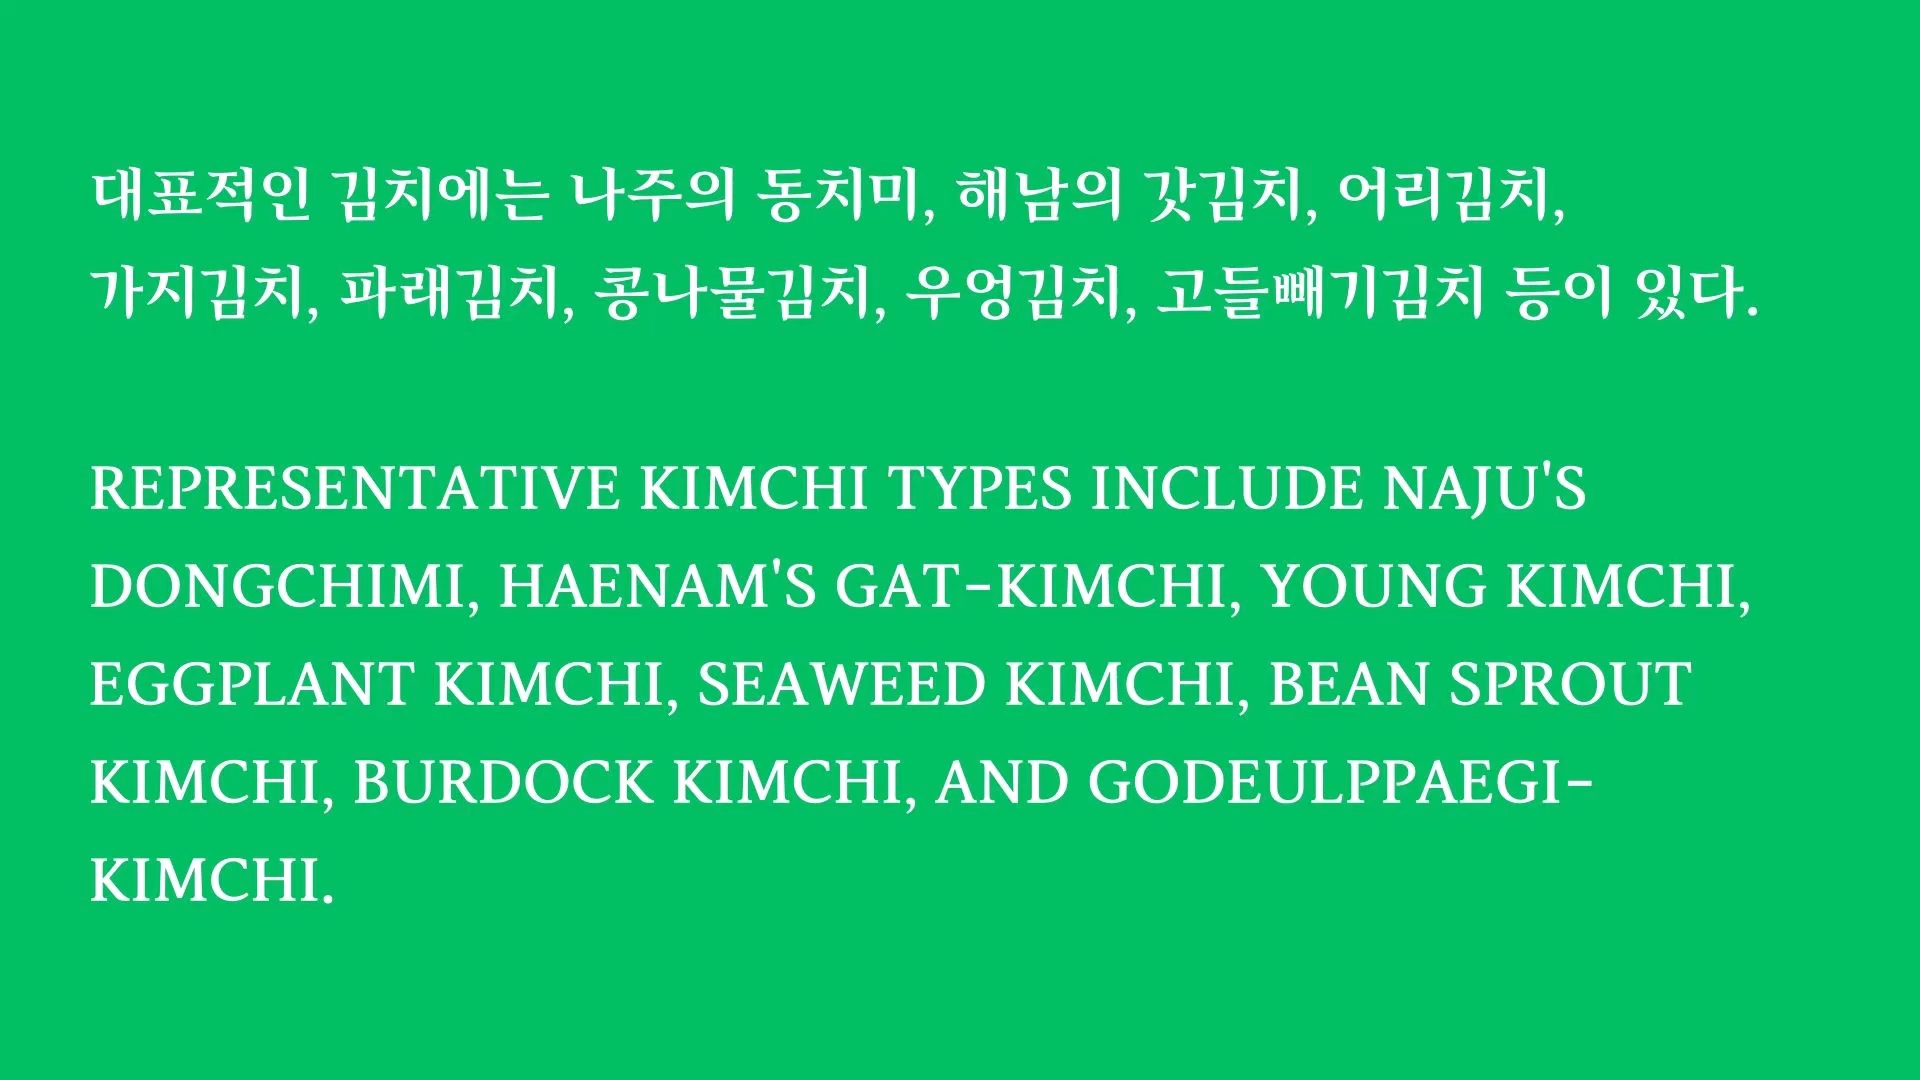 대표적인 김치에는 나주의 동치미, 해남의 갓김치, 어리김치,
가지김치, 파래김치, 콩나물김치, 우엉김치, 고들빼기김치 등이 있다.
REPRESENTATIVE KIMCHI TYPES INCLUDE NAJU'S
DONGCHIMI, HAENAM'S GAT-KIMCHI, YOUNG KIMCHI,
EGGPLANT KIMCHI, SEAWEED KIMCHI, BEAN SPROUT
KIMCHI, BURDOCK KIMCHI, AND GODEULPPAEGI-
KIMCHI.